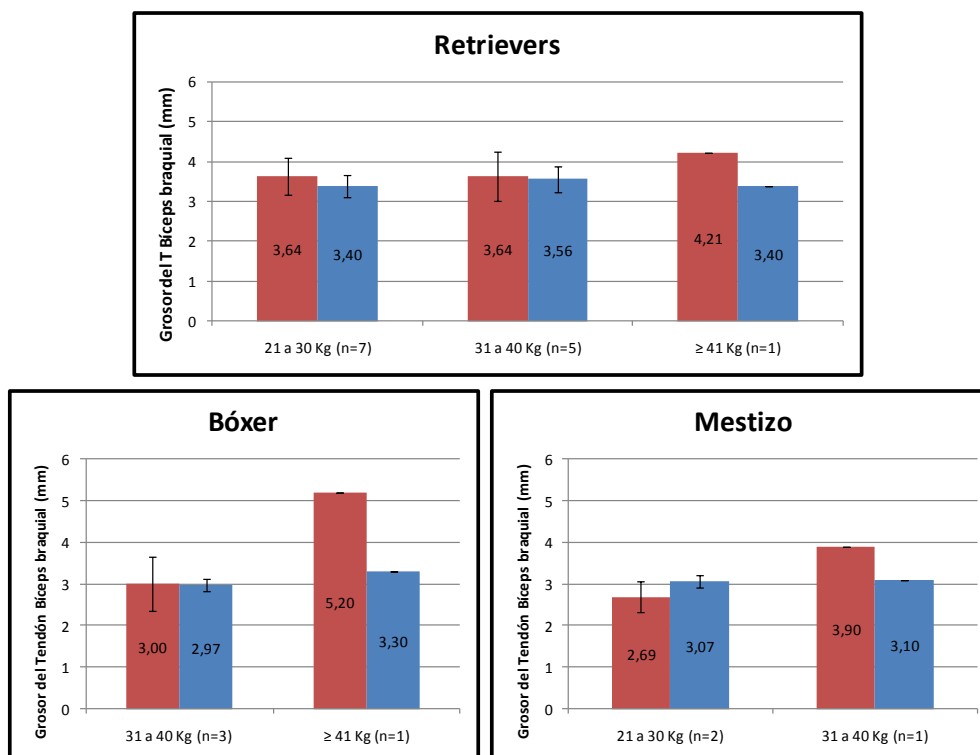 Retrievers
Grosor del T Bíceps braquial (mm)
6
5
4
3
2
1
0
3,64
3,40
3,64
3,56
4,21
3,40
21 a 30 Kg (n=7)
31 a 40 Kg (n=5)
≥ 41 Kg (n=1)
Bóxer
Grosor del Tendón Bíceps braquial (mm)
6
5
4
3
2
1
0
3,00
2,97
5,20
3,30
31 a 40 Kg (n=3)
≥ 41 Kg (n=1)
Mestizo
Grosor del Tendón Bíceps braquial (mm)
6
5
4
3
2
1
0
2,69
3,07
3,90
3,10
21 a 30 Kg (n=2)
31 a 40 Kg (n=1)